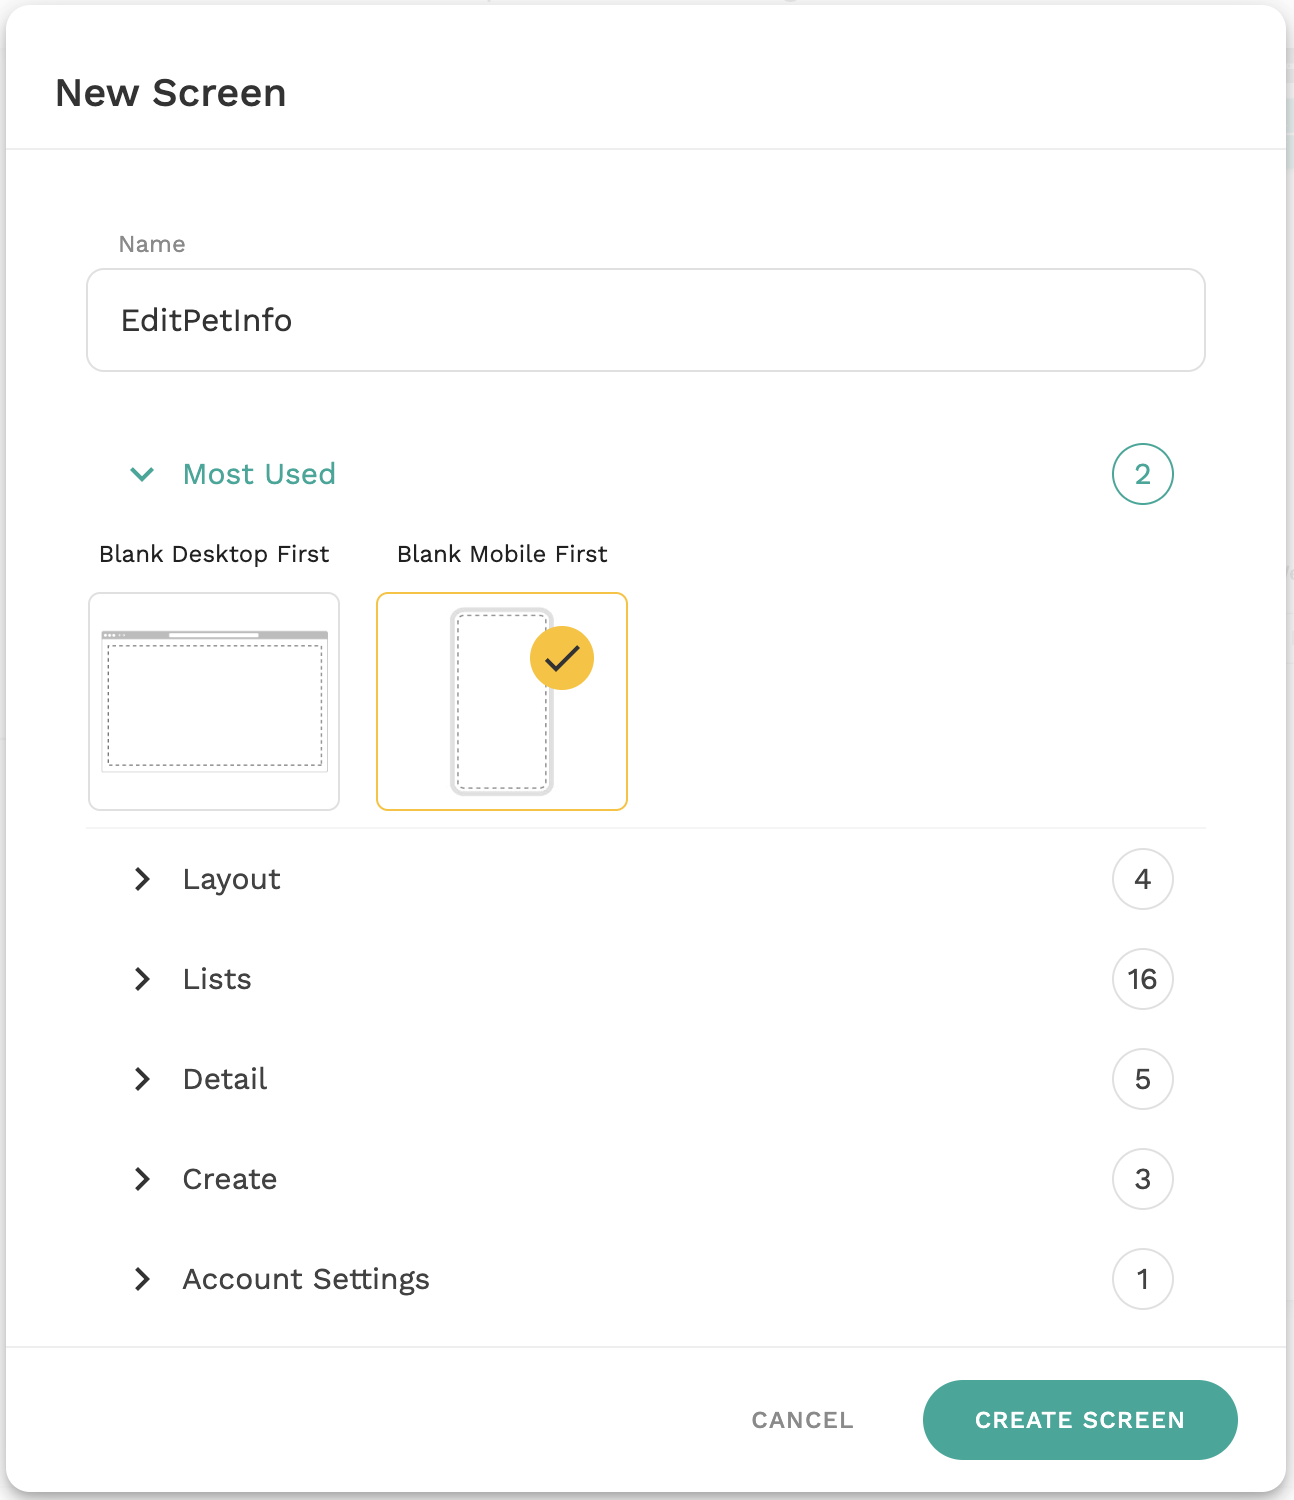 New Screen
Name
EditPetInfo
Most Used 2
Blank Desktop First Blank Mobile First
Layout 4
Lists 16
Detail 5
Create 3
Account Settings 1
CANCEL CREATE SCREEN